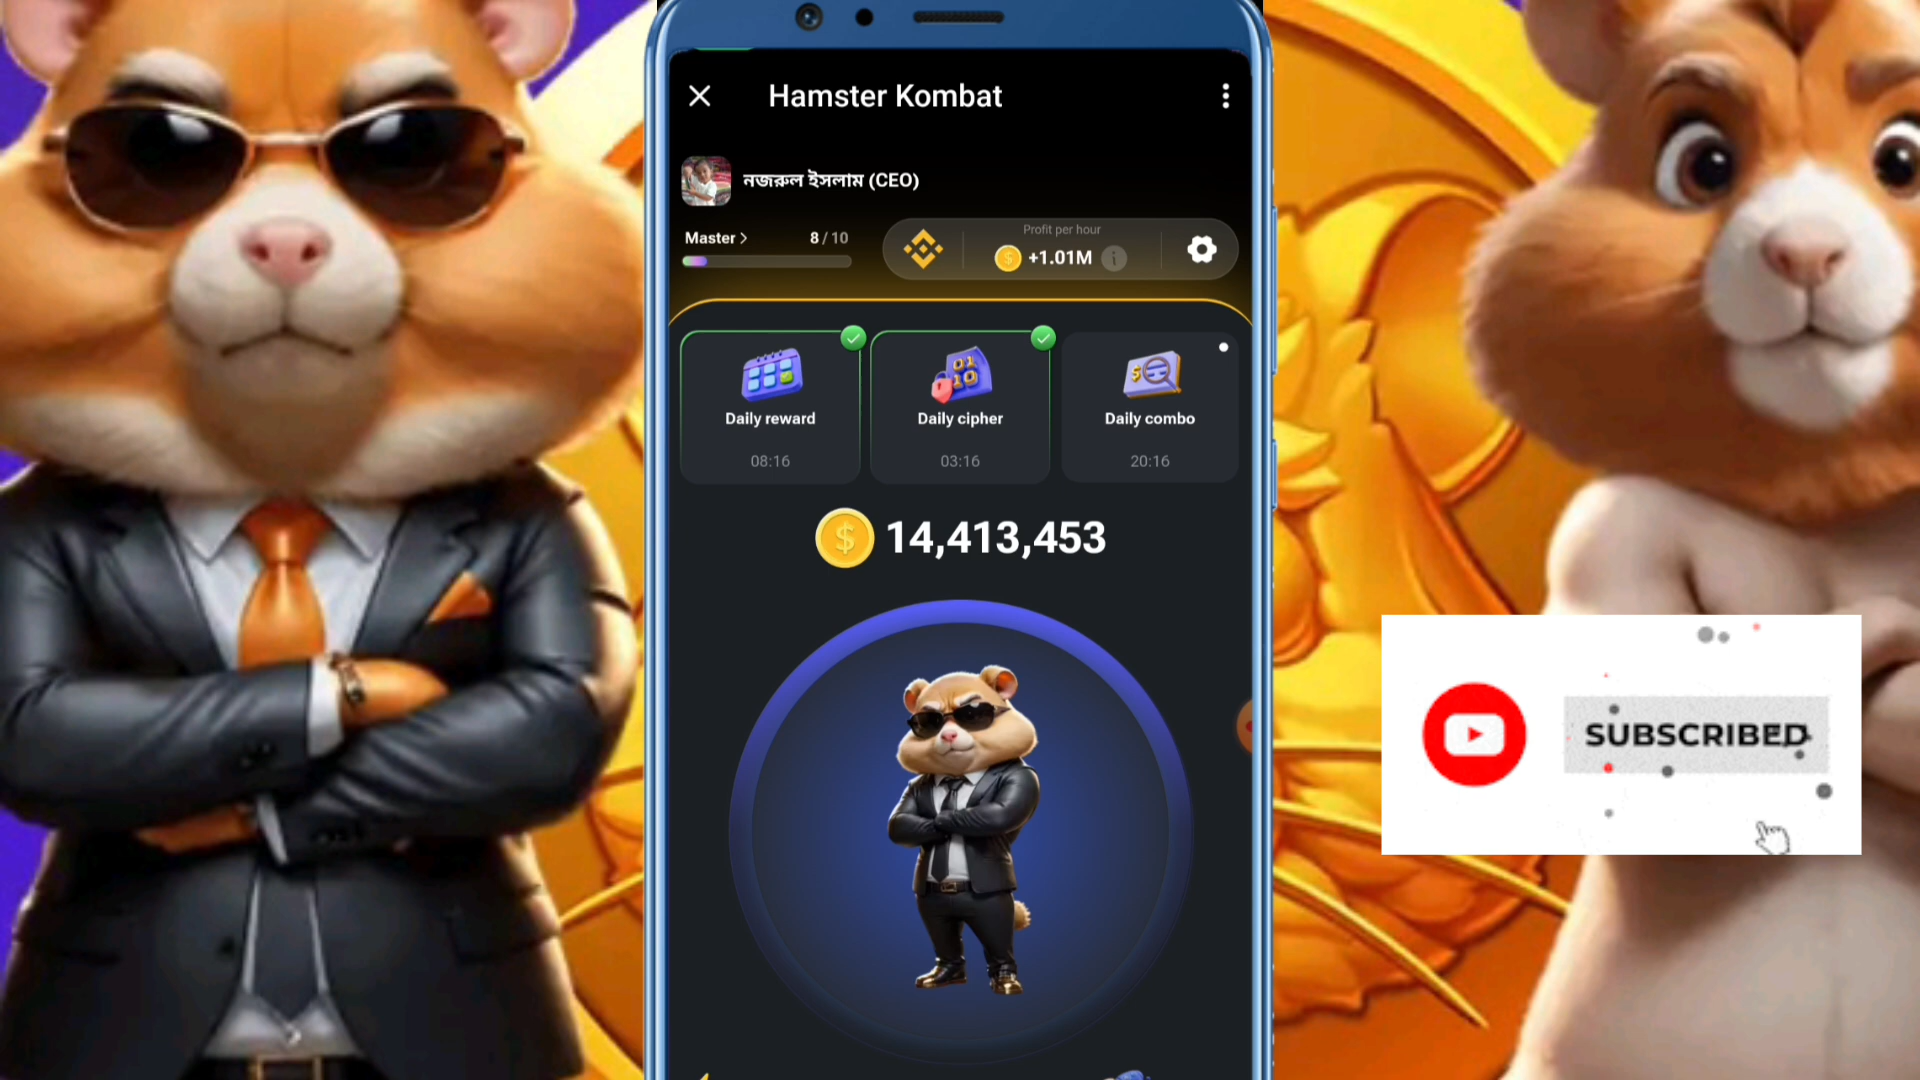 Hamster Kombat
নজরুল ইসলাম (CEO)
Master >
8 / 10
Profit per hour
+1.01M
Daily reward
08:16
Daily cipher
03:16
Daily combo
20:16
14,413,453
SUBSCRIBED